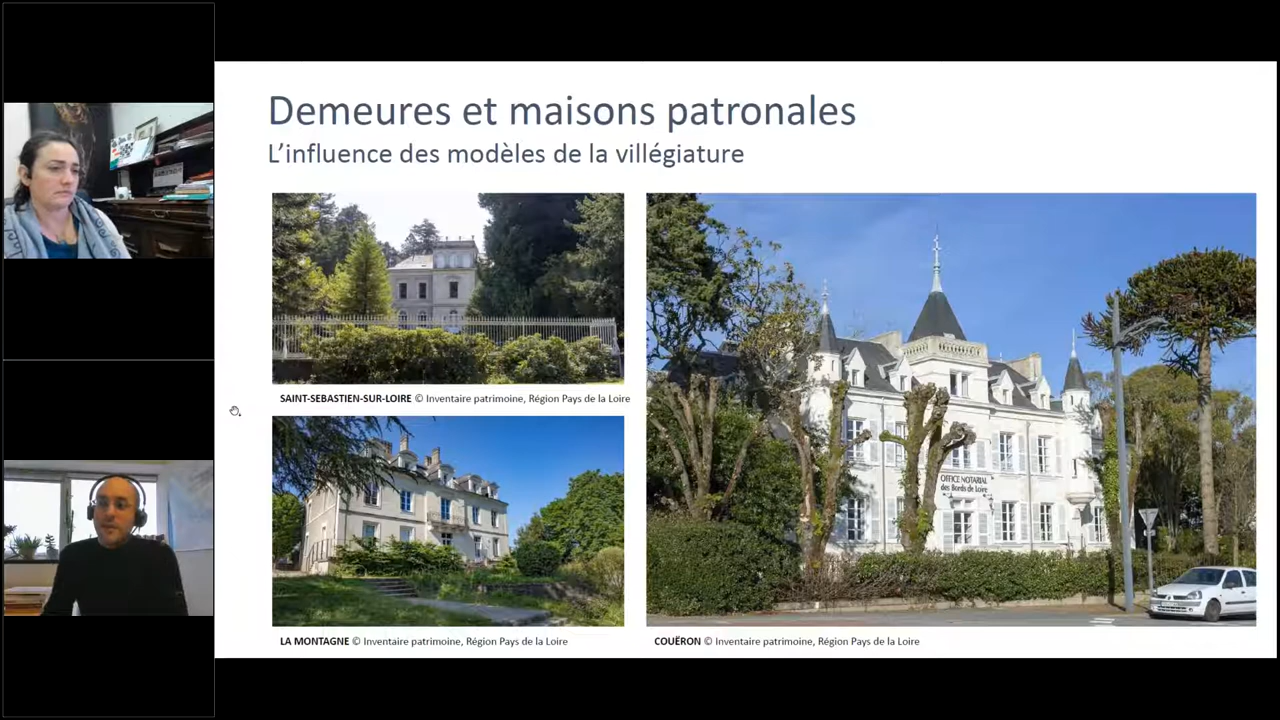 Demeures et maisons patronales
L’influence des modèles de la villégiature
SAINT-SEBASTIEN-SUR-LOIRE © Inventaire patrimoine, Région Pays de la Loire
OFFICE NOTARIAL
des Bords de Loire
LA MONTAGNE © Inventaire patrimoine, Région Pays de la Loire
COUËRON © Inventaire patrimoine, Région Pays de la Loire